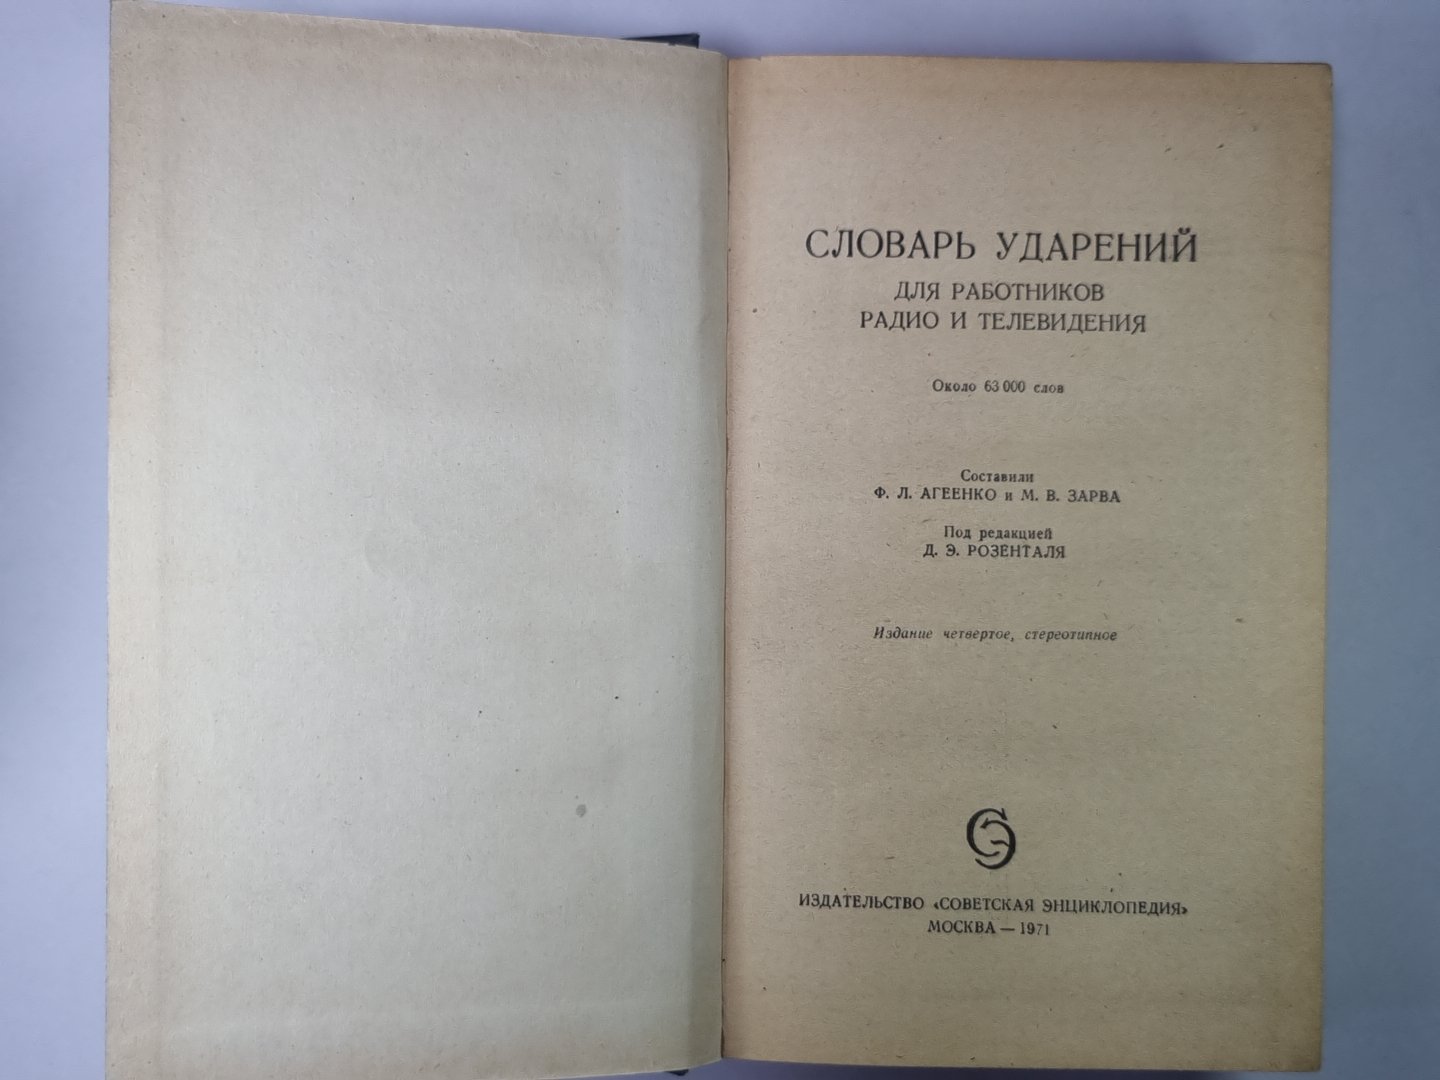 СЛОВАРЬ УДАРЕНИЙ
ДЛЯ РАБОТНИКОВ
РАДИО И ТЕЛЕВИДЕНИЯ
Около 63 000 слов
Составили
Ф. Л. АГЕЕНКО и М. В. ЗАРВА
Под редакцией
Д. Э. РОЗЕНТАЛЯ
Издание четвертое, стереотипное
СЭ
ИЗДАТЕЛЬСТВО «СОВЕТСКАЯ ЭНЦИКЛОПЕДИЯ»
МОСКВА — 1971